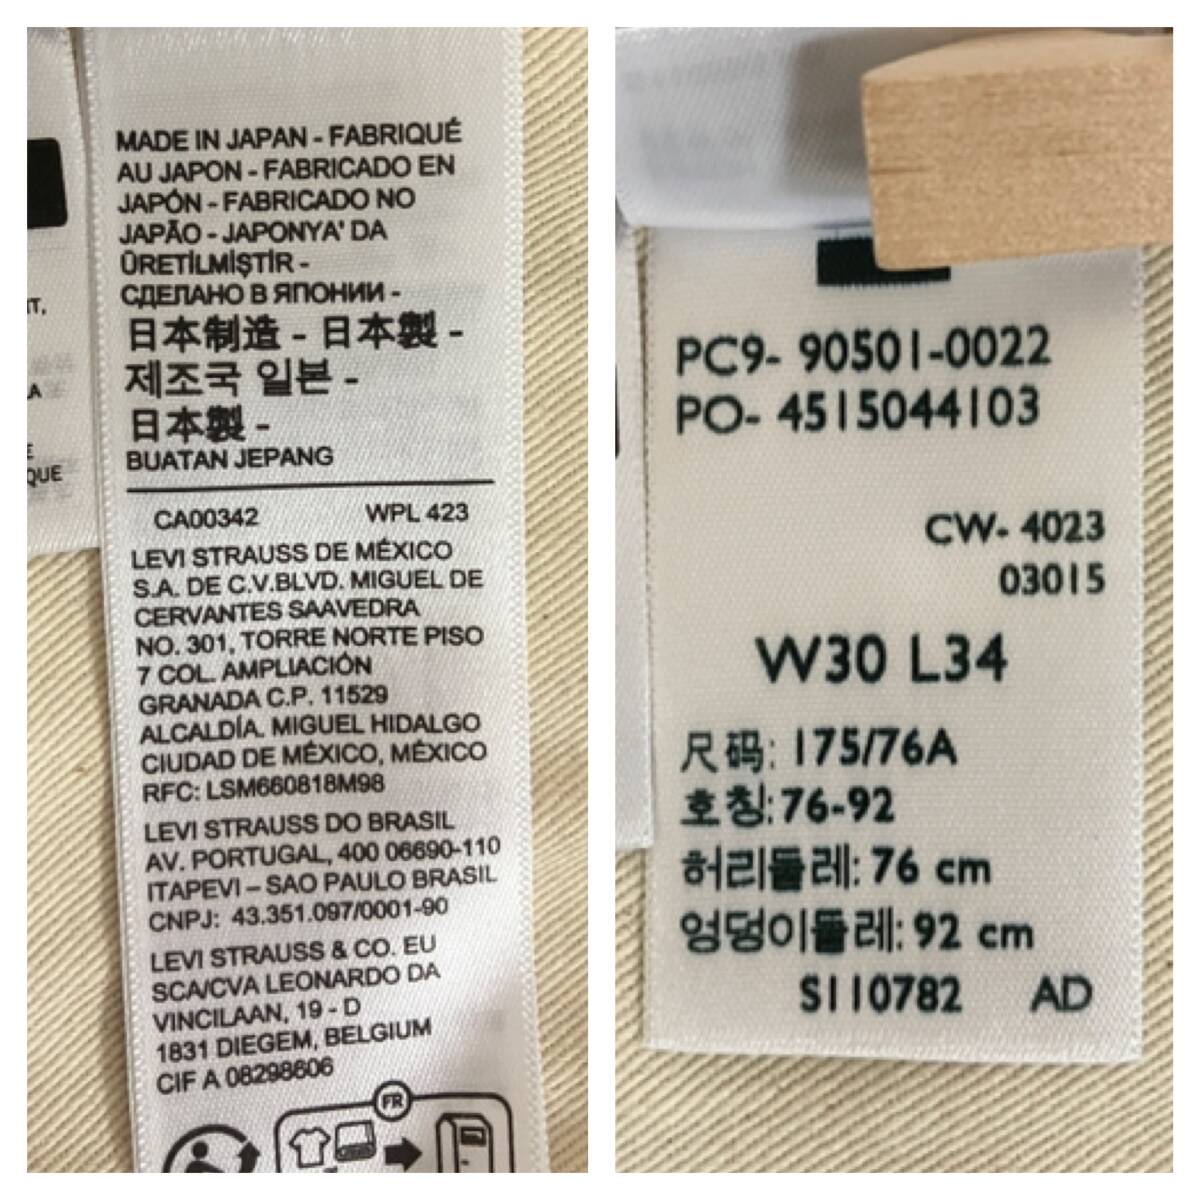 MADE IN JAPAN - FABRIQUÉ
AU JAPON - FABRICADO EN
JAPÓN - FABRICADO NO
JAPÃO - JAPONYA' DA
ÜRETİLMİŞTİR -
СДЕЛАНО В ЯПОНИИ -
日本制造 - 日本製 -
제조국 일본 -
日本製 -
BUATAN JEPANG
CA00342 WPL 423
LEVI STRAUSS DE MÉXICO
S.A. DE C.V.BLVD. MIGUEL DE
CERVANTES SAAVEDRA
NO. 301, TORRE NORTE PISO
7 COL. AMPLIACIÓN
GRANADA C.P. 11529
ALCALDÍA. MIGUEL HIDALGO
CIUDAD DE MÉXICO, MÉXICO
RFC: LSM660818M98
LEVI STRAUSS DO BRASIL
AV. PORTUGAL, 400 06690-110
ITAPEVI – SAO PAULO BRASIL
CNPJ: 43.351.097/0001-90
LEVI STRAUSS & CO. EU
SCA/CVA LEONARDO DA
VINCILAAN, 19 - D
1831 DIEGEM, BELGIUM
CIF A 08298606
FR
PC9- 90501-0022
PO- 4515044103
CW- 4023
03015
W30 L34
尺码: 175/76A
호칭: 76-92
허리둘레: 76 cm
엉덩이둘레: 92 cm
S110782 AD